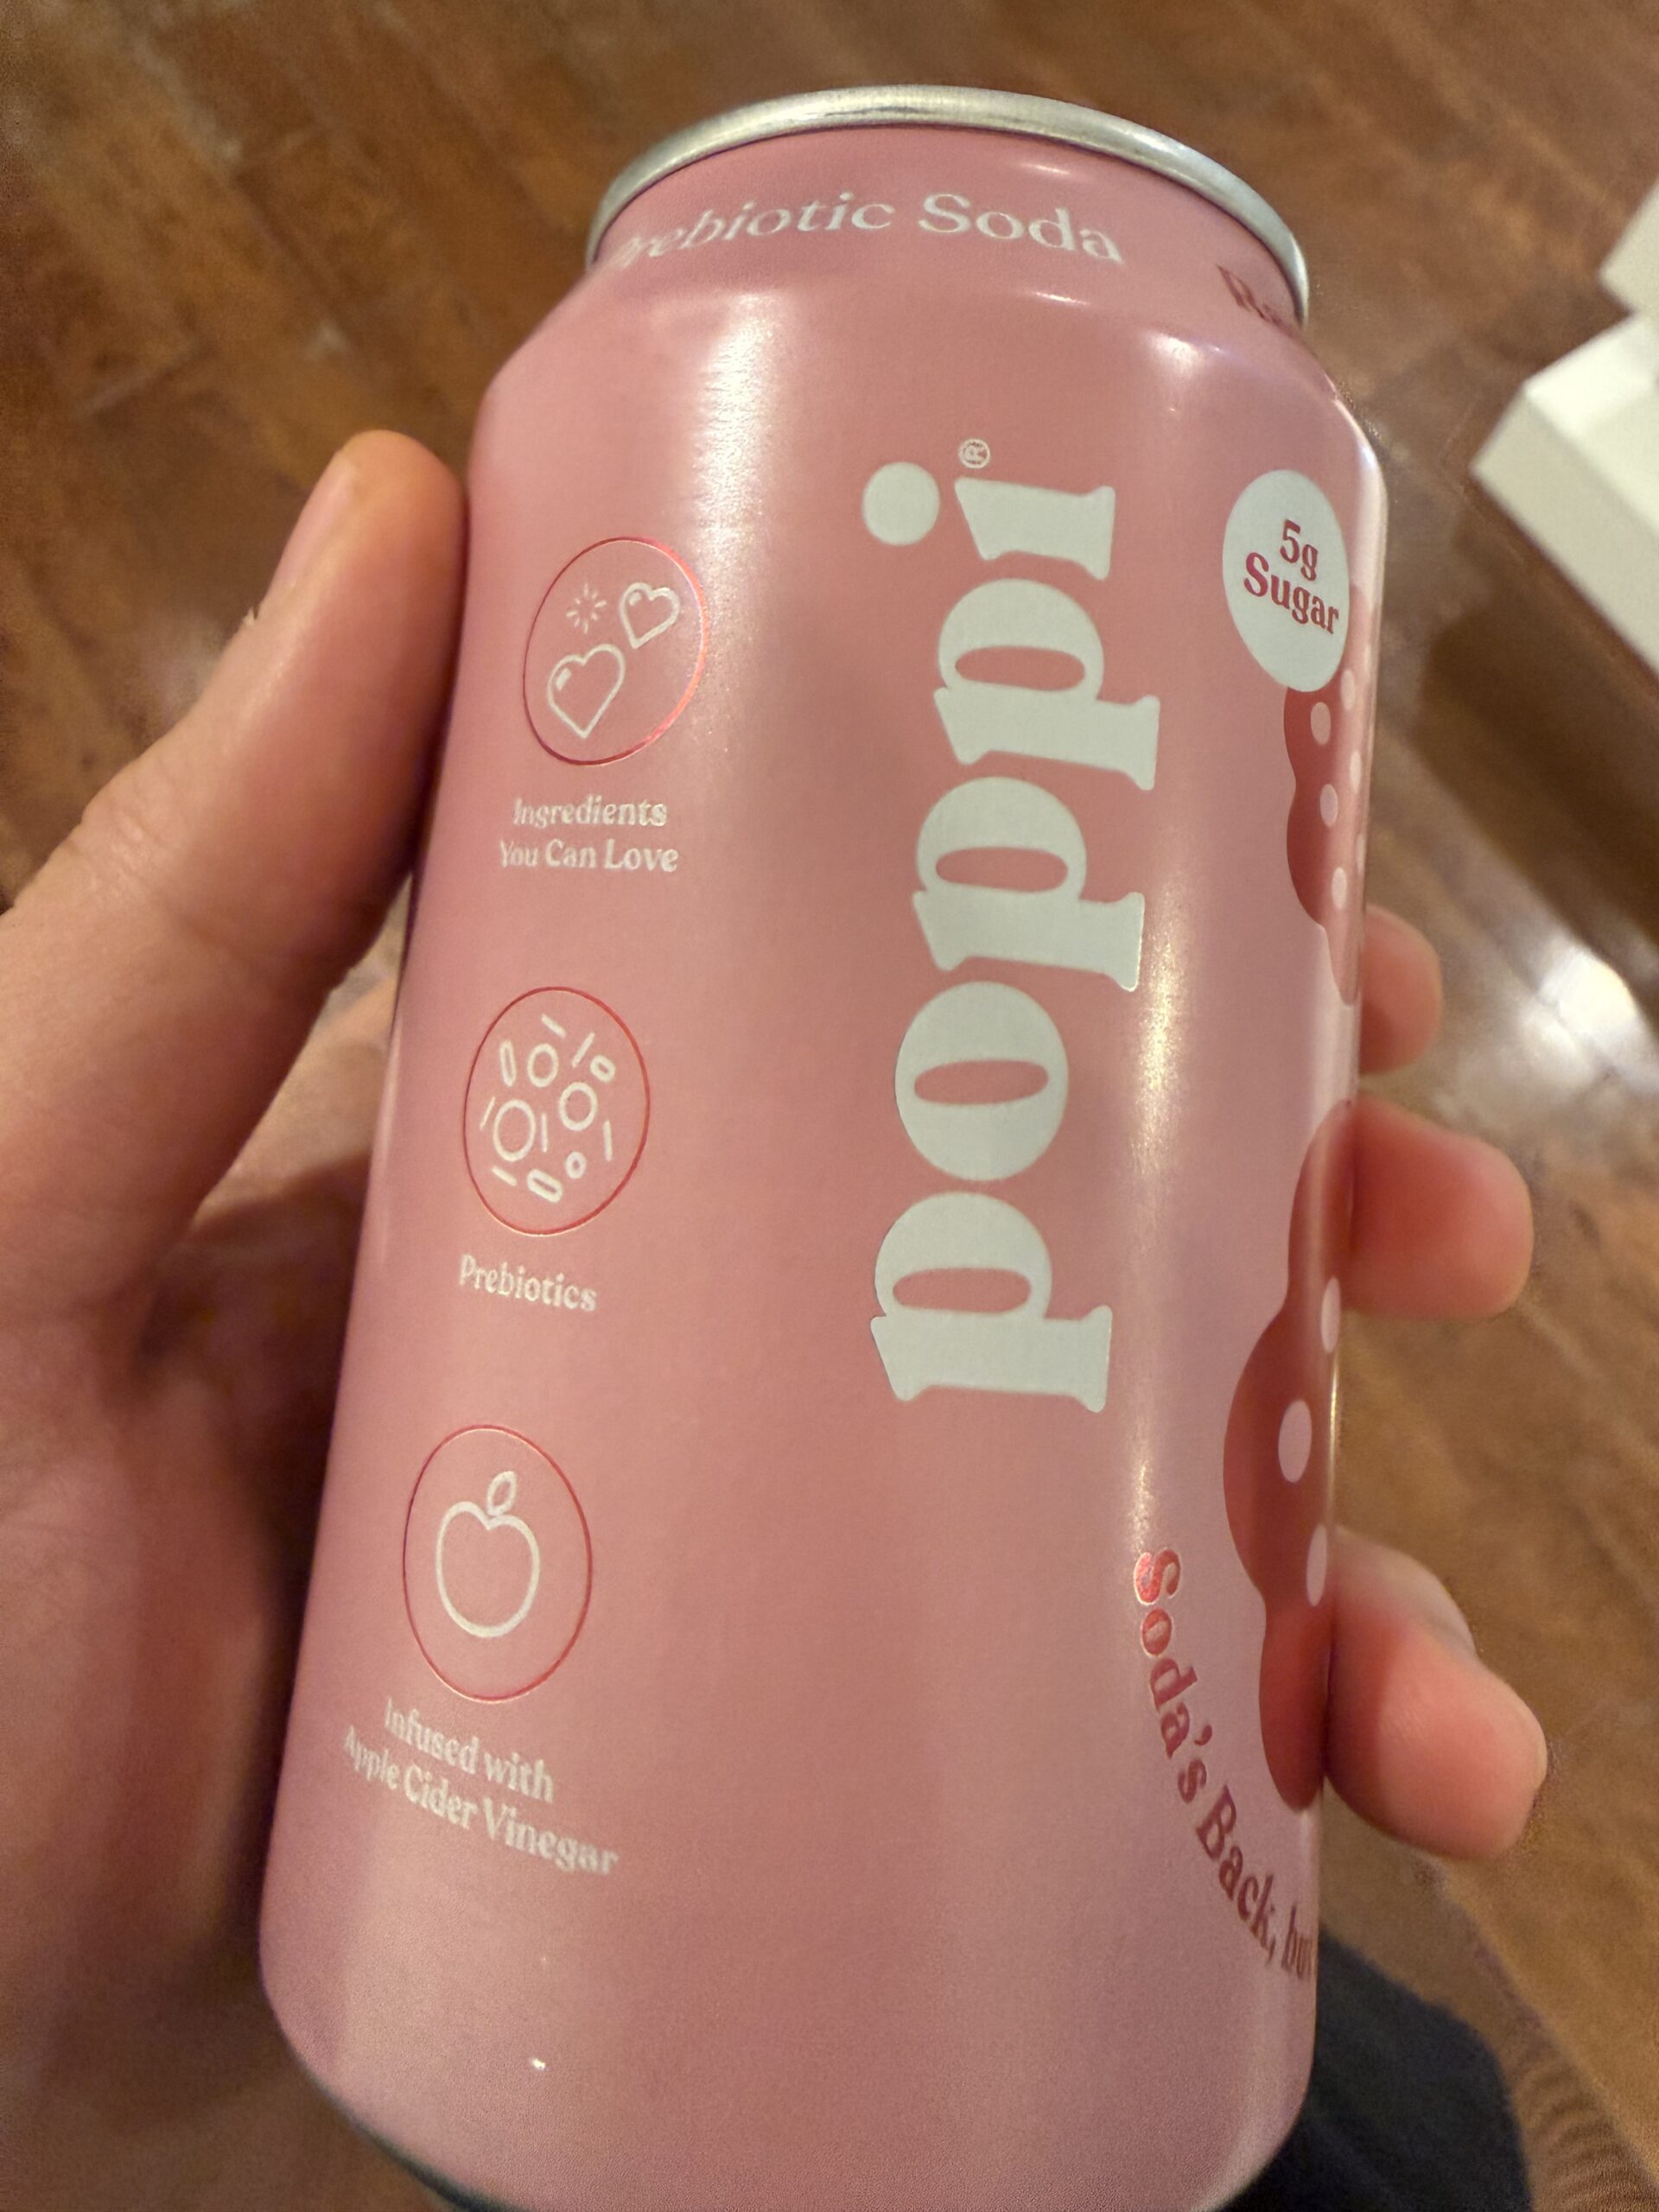 Prebiotic Soda
Ingredients
You Can Love
Prebiotics
Infused with
Apple Cider Vinegar
poppi®
5g
Sugar
Soda's Back,